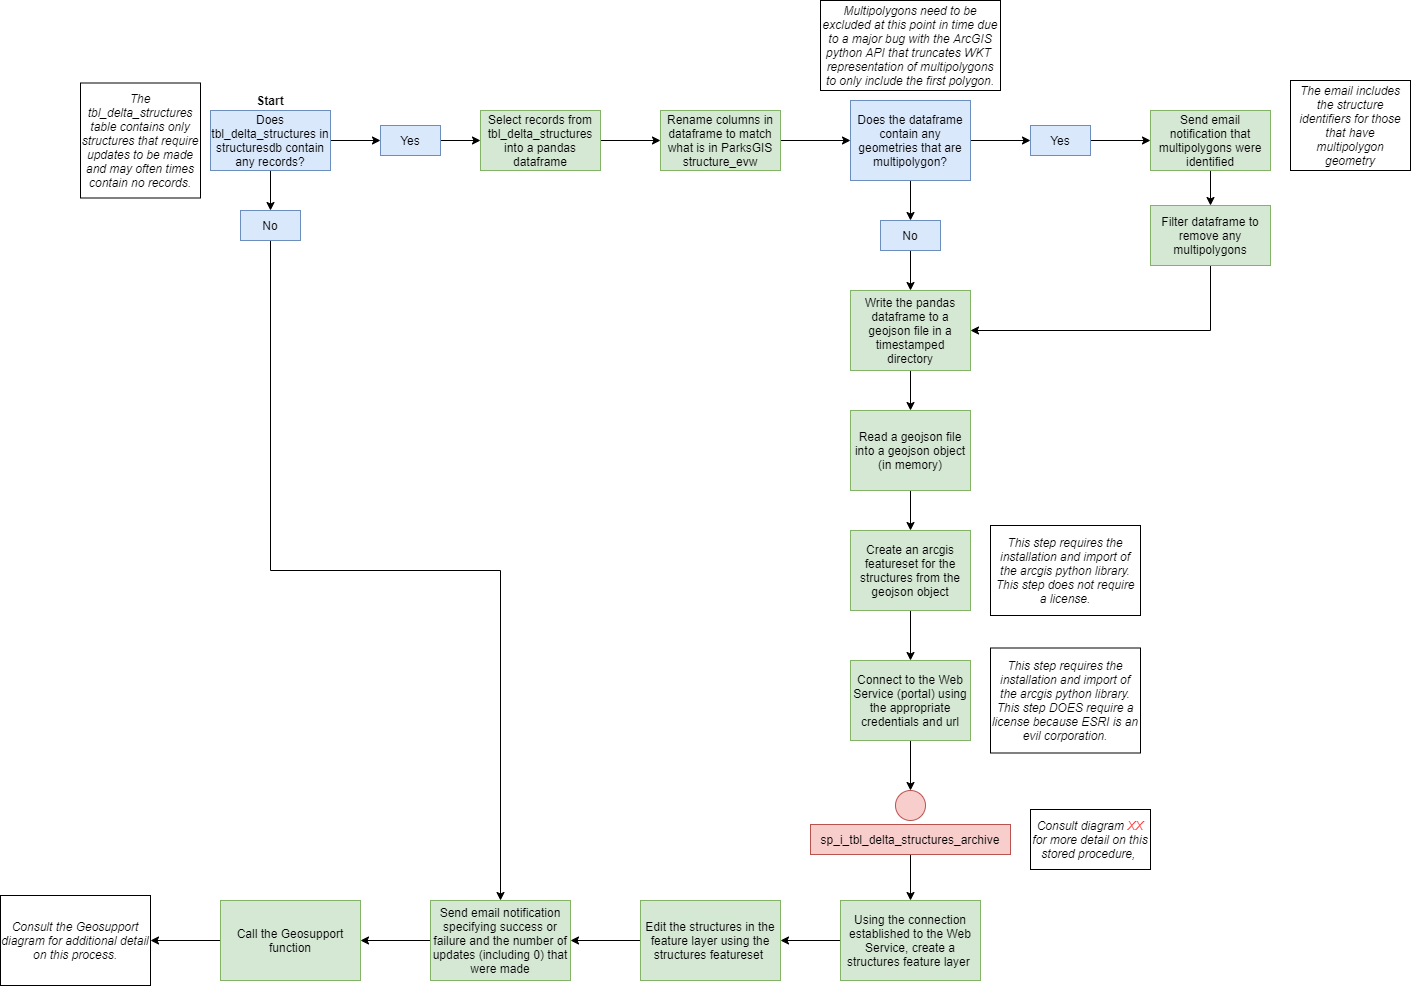 Multipolygons need to be
excluded at this point in time due
to a major bug with the ArcGIS
python API that truncates WKT
representation of multipolygons
to only include the first polygon.
The
tbl_delta_structures
table contains only
structures that require
updates to be made
and may often times
contain no records.
Start
Does
tbl_delta_structures in
structuresdb contain
any records?
Yes
Select records from
tbl_delta_structures
into a pandas
dataframe
Rename columns in
dataframe to match
what is in ParksGIS
structure_evw
Does the dataframe
contain any
geometries that are
multipolygon?
Yes
Send email
notification that
multipolygons were
identified
The email includes
the structure
identifiers for those
that have
multipolygon
geometry
No
No
Filter dataframe to
remove any
multipolygons
Write the pandas
dataframe to a
geojson file in a
timestamped
directory
Read a geojson file
into a geojson object
(in memory)
Create an arcgis
featureset for the
structures from the
geojson object
This step requires the
installation and import of
the arcgis python library.
This step does not require
a license.
Connect to the Web
Service (portal) using
the appropriate
credentials and url
This step requires the
installation and import of
the arcgis python library.
This step DOES require a
license because ESRI is an
evil corporation.
sp_i_tbl_delta_structures_archive
Consult diagram XX
for more detail on this
stored procedure,
Consult the Geosupport
diagram for additional detail
on this process.
Call the Geosupport
function
Send email notification
specifying success or
failure and the number of
updates (including 0) that
were made
Edit the structures in the
feature layer using the
structures featureset
Using the connection
established to the Web
Service, create a
structures feature layer